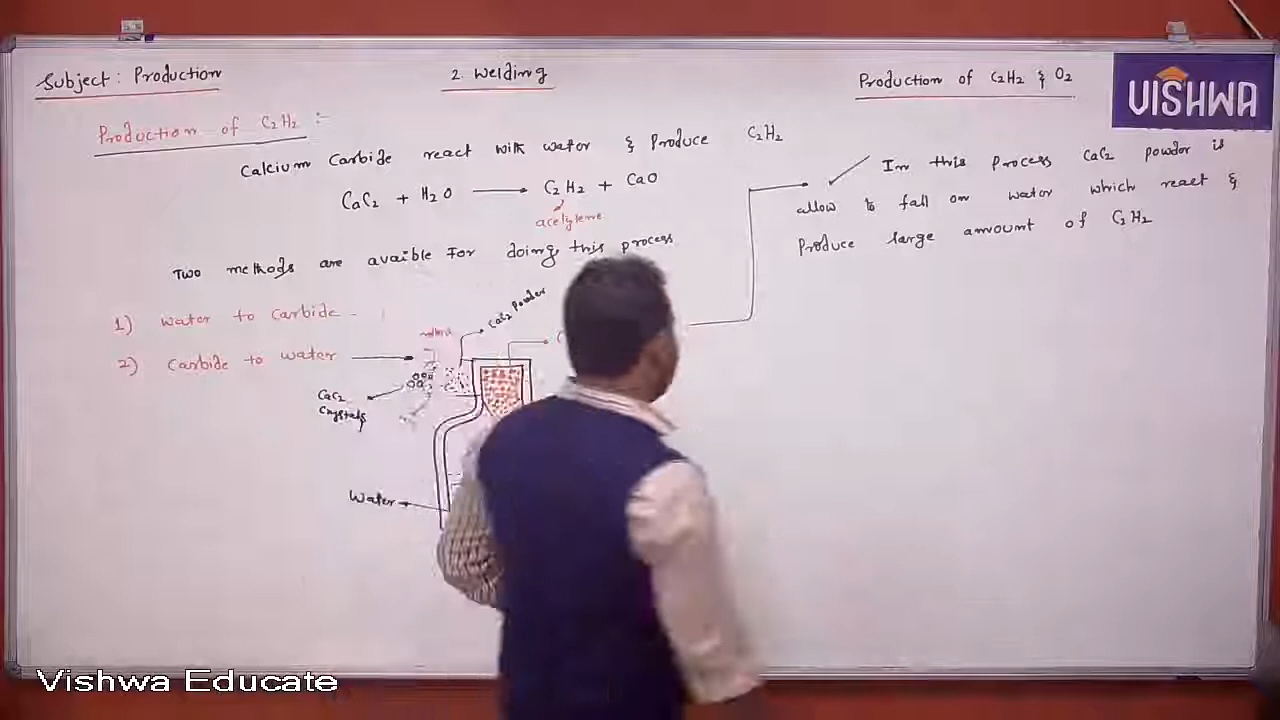 Subject: Production
2. Welding
Production of C2H2 & O2
VISHWA
Production of C2H2 :-
Calcium Carbide react with water & Produce C2H2
CaC2 + H2O → C2H2 + CaO
acetylene
Two methods are avaible For doing this process
1) Water to carbide -
2) Carbide to water
CaC2 Powder
CaC2
Crystals
Water
In this Process CaC2 powder is
allow to fall on water which react &
Produce large amount of C2H2
Vishwa Educate